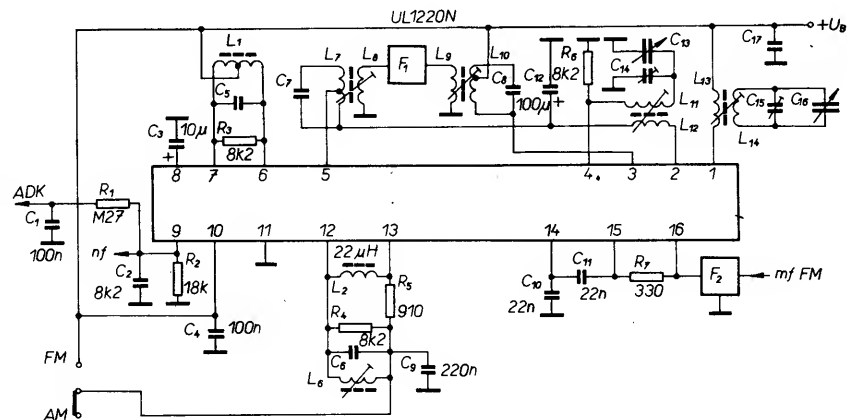 UL1220N
+UB
L1
C5
R3
8k2
C3
10µ
+
L7
L8
F1
L9
L10
C7
C8
100µ
C12
+
R6
8k2
C13
C14
L11
L12
L13
C17
C15
C16
L14
8
7
6
5
4
3
2
1
ADK
R1
M27
C1
100n
nf
9
10
11
12
13
14
15
16
C2
8k2
R2
18k
C4
100n
22µH
L2
R5
910
R4
8k2
C6
L6
C9
220n
C10
22n
C11
22n
R7
330
F2
mf FM
FM
AM